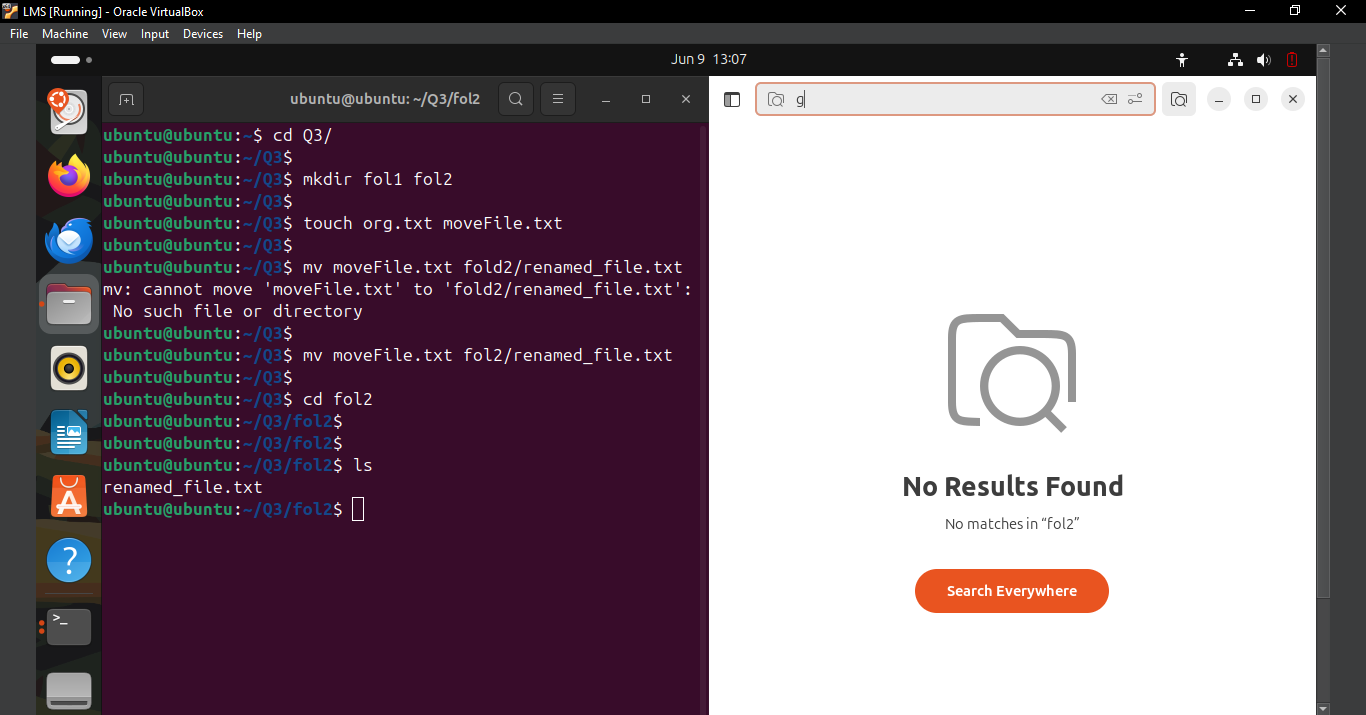 LMS [Running] - Oracle VirtualBox
File Machine View Input Devices Help
Jun 9 13:07
ubuntu@ubuntu: ~/Q3/fol2
ubuntu@ubuntu:~$ cd Q3/
ubuntu@ubuntu:~/Q3$
ubuntu@ubuntu:~/Q3$ mkdir fol1 fol2
ubuntu@ubuntu:~/Q3$
ubuntu@ubuntu:~/Q3$ touch org.txt moveFile.txt
ubuntu@ubuntu:~/Q3$
ubuntu@ubuntu:~/Q3$ mv moveFile.txt fold2/renamed_file.txt
mv: cannot move 'moveFile.txt' to 'fold2/renamed_file.txt':
No such file or directory
ubuntu@ubuntu:~/Q3$
ubuntu@ubuntu:~/Q3$ mv moveFile.txt fol2/renamed_file.txt
ubuntu@ubuntu:~/Q3$
ubuntu@ubuntu:~/Q3$ cd fol2
ubuntu@ubuntu:~/Q3/fol2$
ubuntu@ubuntu:~/Q3/fol2$
ubuntu@ubuntu:~/Q3/fol2$ ls
renamed_file.txt
ubuntu@ubuntu:~/Q3/fol2$
g
No Results Found
No matches in “fol2”
Search Everywhere